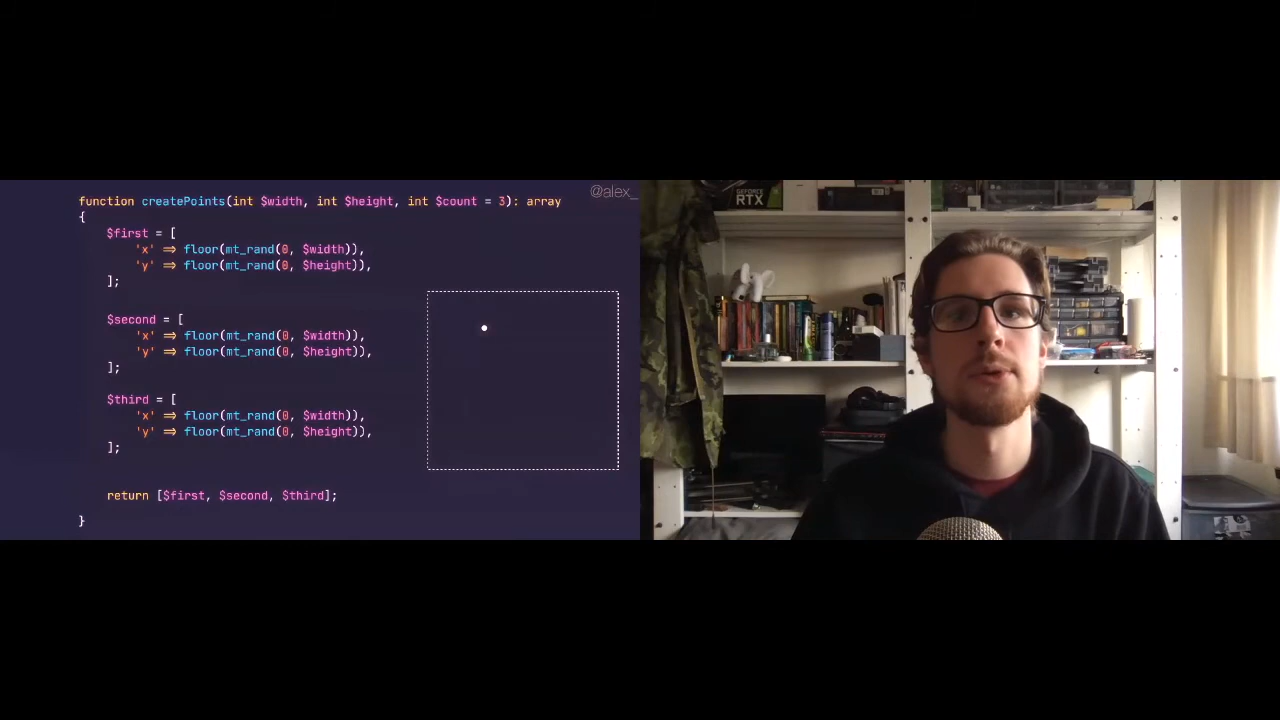 @alex_
function createPoints(int $width, int $height, int $count = 3): array
{
$first = [
'x' => floor(mt_rand(0, $width)),
'y' => floor(mt_rand(0, $height)),
];
$second = [
'x' => floor(mt_rand(0, $width)),
'y' => floor(mt_rand(0, $height)),
];
$third = [
'x' => floor(mt_rand(0, $width)),
'y' => floor(mt_rand(0, $height)),
];
return [$first, $second, $third];
}
GEFORCE
RTX